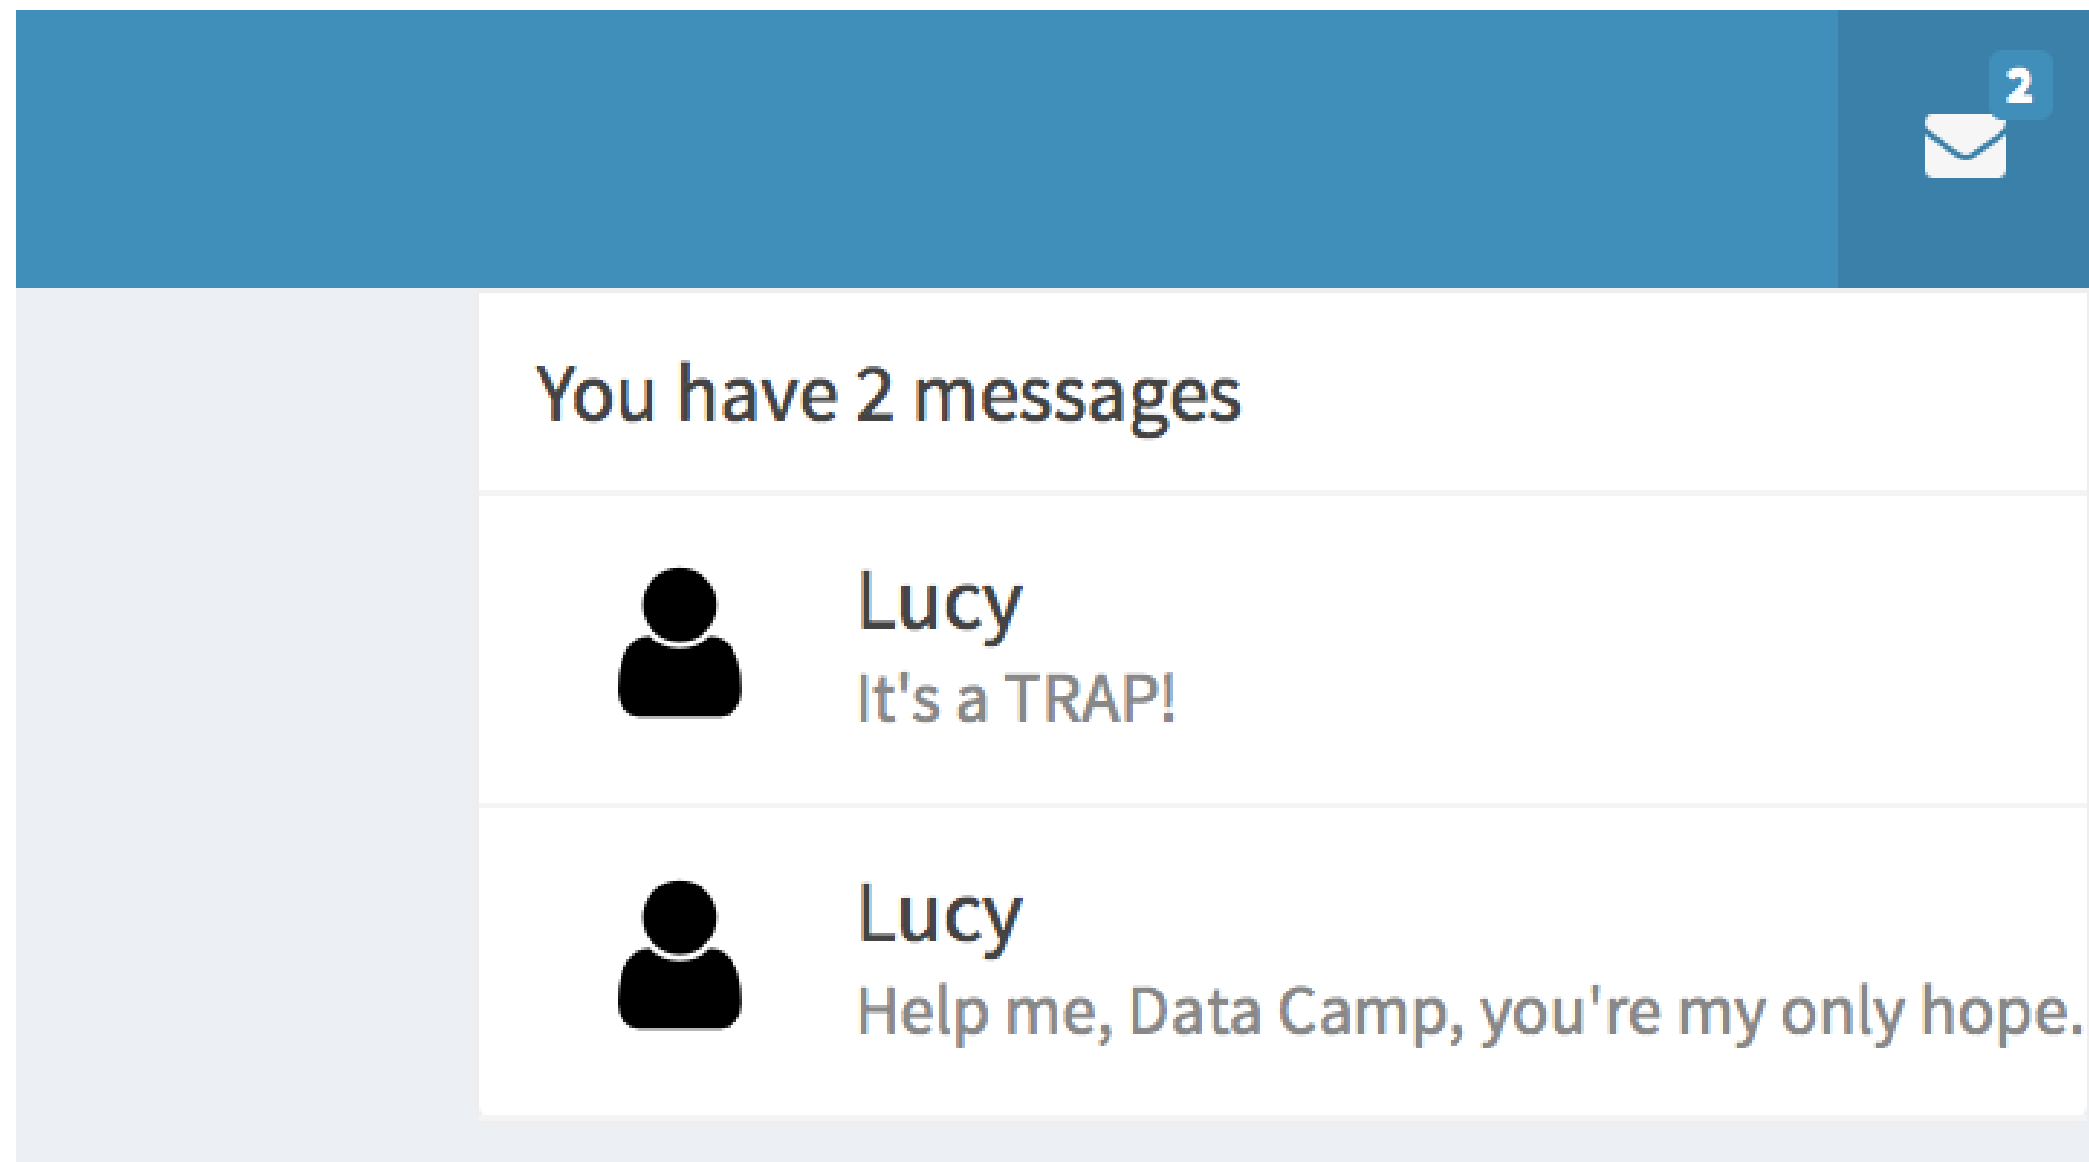 2
You have 2 messages
Lucy
It's a TRAP!
Lucy
Help me, Data Camp, you're my only hope.